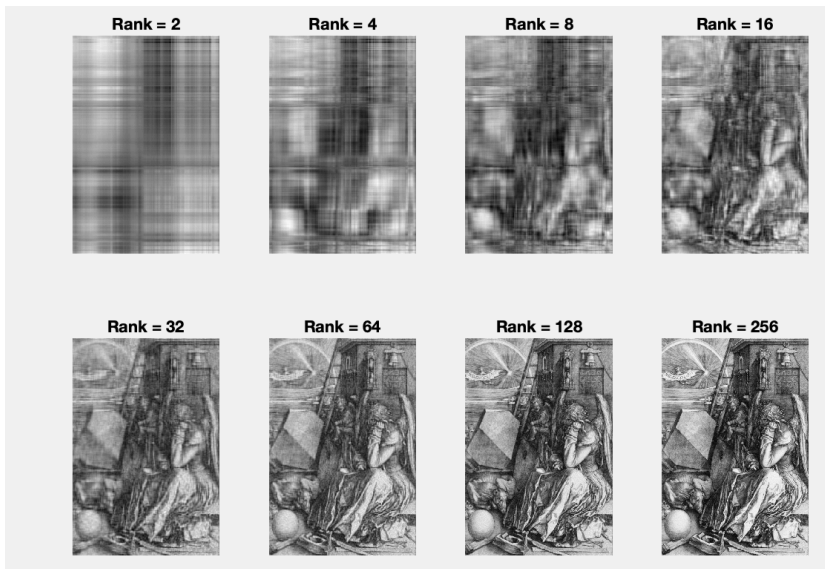 Rank = 2
Rank = 4
Rank = 8
Rank = 16
Rank = 32
Rank = 64
Rank = 128
Rank = 256